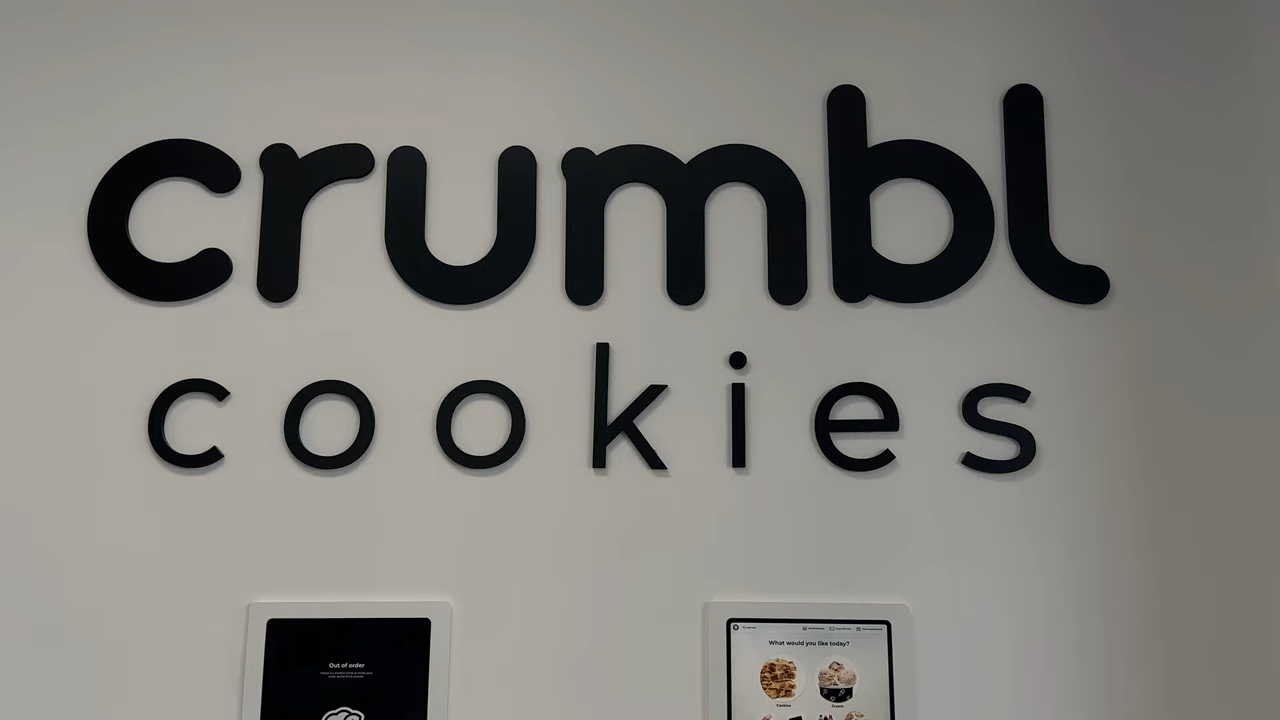 crumbl
cookies
Out of order
What would you like today?
Cookies
Cream